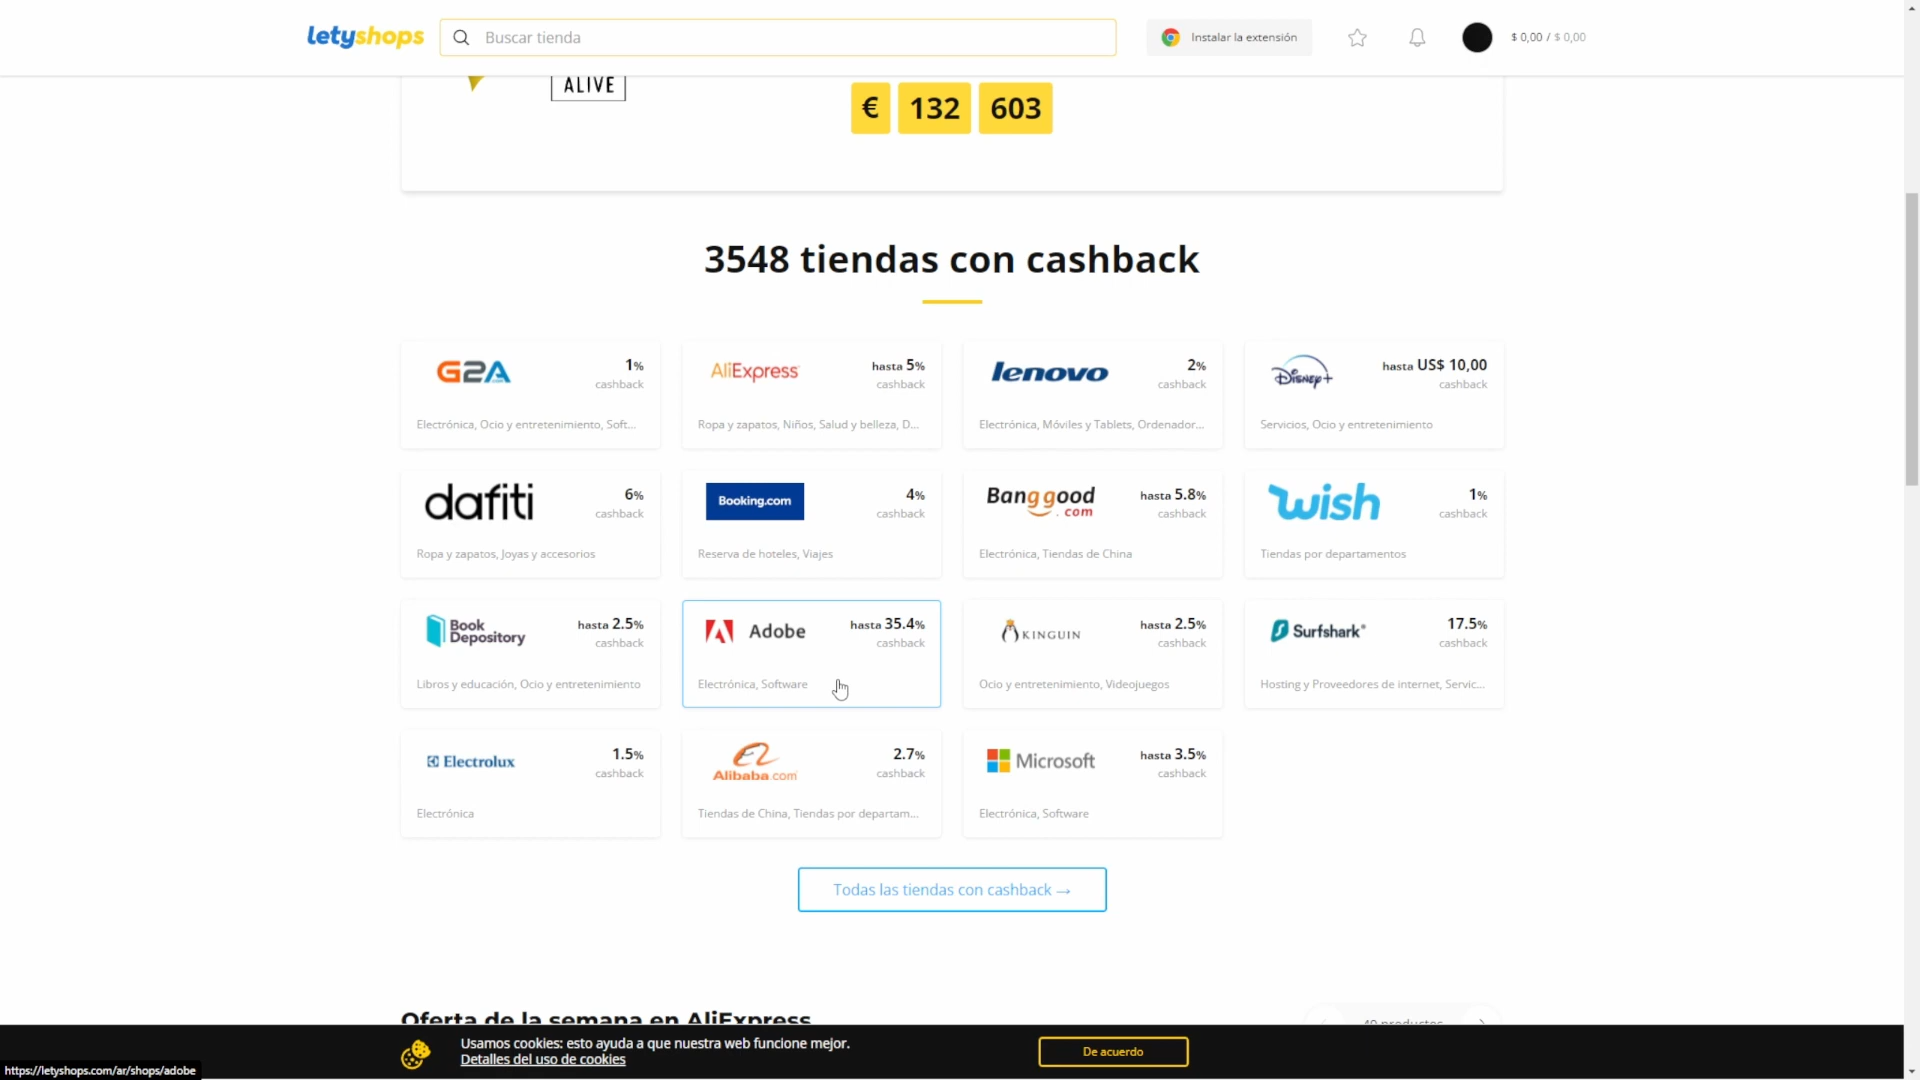 letyshops
Buscar tienda
Instalar la extensión
$ 0,00 / $ 0,00
ALIVE
€ 132 603
3548 tiendas con cashback
G2A
1%
cashback
Electrónica, Ocio y entretenimiento, Soft...
AliExpress
hasta 5%
cashback
Ropa y zapatos, Niños, Salud y belleza, D...
lenovo
2%
cashback
Electrónica, Móviles y Tablets, Ordenador...
Disney+
hasta US$ 10,00
cashback
Servicios, Ocio y entretenimiento
dafiti
6%
cashback
Ropa y zapatos, Joyas y accesorios
Booking.com
4%
cashback
Reserva de hoteles, Viajes
Banggood
.com
hasta 5.8%
cashback
Electrónica, Tiendas de China
wish
1%
cashback
Tiendas por departamentos
Book
Depository
hasta 2.5%
cashback
Libros y educación, Ocio y entretenimiento
Adobe
hasta 35.4%
cashback
Electrónica, Software
KINGUIN
hasta 2.5%
cashback
Ocio y entretenimiento, Videojuegos
Surfshark®
17.5%
cashback
Hosting y Proveedores de internet, Servic...
Electrolux
1.5%
cashback
Electrónica
Alibaba.com
2.7%
cashback
Tiendas de China, Tiendas por departam...
Microsoft
hasta 3.5%
cashback
Electrónica, Software
Todas las tiendas con cashback →
Oferta de la semana en AliExpress
40 productos
Usamos cookies: esto ayuda a que nuestra web funcione mejor.
Detalles del uso de cookies
De acuerdo
https://letyshops.com/ar/shops/adobe